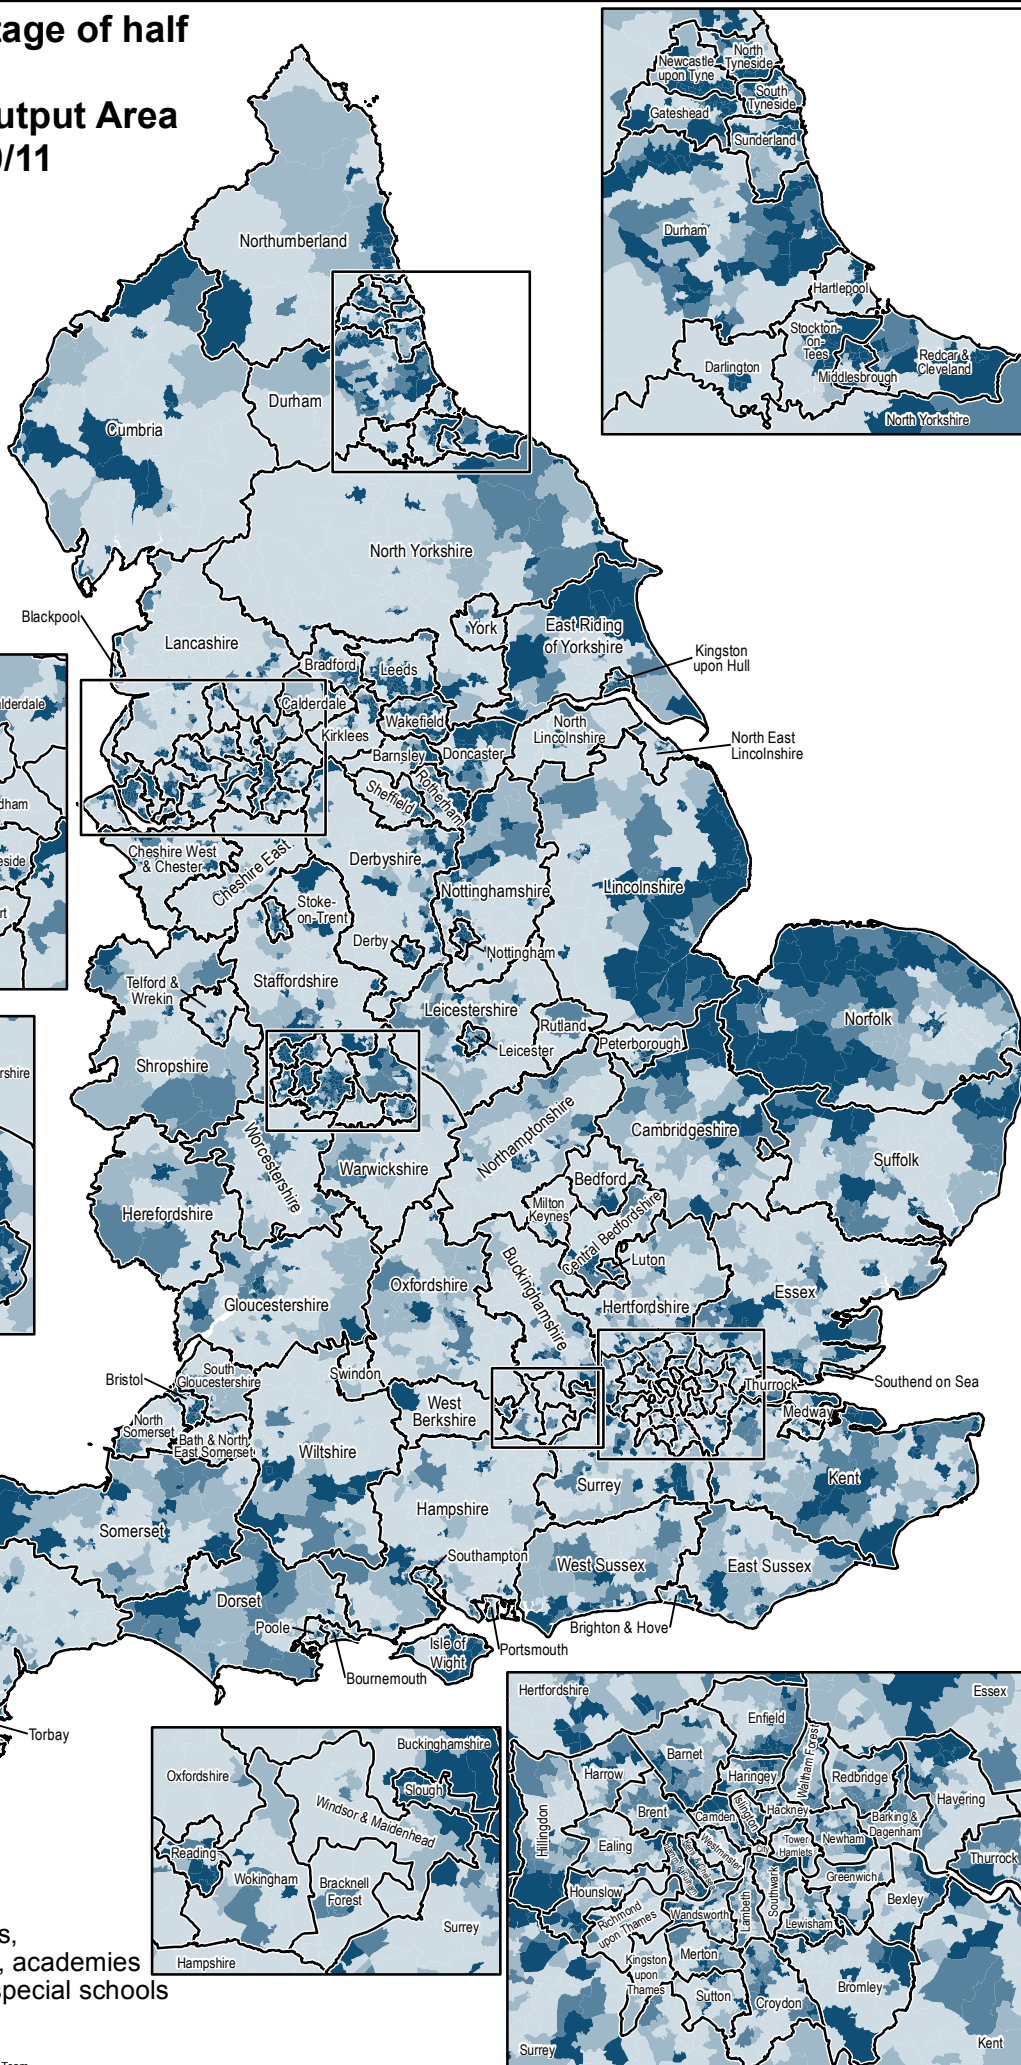 tage of half
utput Area
0/11
Newcastle
upon Tyne
North
Tyneside
South
Tyneside
Gateshead
Sunderland
Durham
Hartlepool
Stockton-
on-
Tees
Darlington
Middlesbrough
Redcar &
Cleveland
North Yorkshire
Northumberland
Durham
Cumbria
North Yorkshire
Blackpool
Lancashire
York
East Riding
of Yorkshire
Kingston
upon Hull
Bradford
Leeds
Calderdale
Wakefield
Kirklees
North
Lincolnshire
North East
Lincolnshire
Barnsley
Doncaster
Rotherham
Sheffield
alderdale
dham
eside
rt
Cheshire West
& Chester
Cheshire East
Derbyshire
Nottinghamshire
Lincolnshire
Stoke-
on-Trent
Derby
Nottingham
Telford &
Wrekin
Staffordshire
Leicestershire
Rutland
Peterborough
Norfolk
Leicester
Shropshire
rshire
Worcestershire
Warwickshire
Northamptonshire
Cambridgeshire
Suffolk
Bedford
Milton
Keynes
Central Bedfordshire
Herefordshire
Luton
Buckinghamshire
Oxfordshire
Gloucestershire
Hertfordshire
Essex
Bristol
South
Gloucestershire
Swindon
Thurrock
Southend on Sea
North
Somerset
Bath & North
East Somerset
West
Berkshire
Medway
Wiltshire
Surrey
Kent
Hampshire
Somerset
Southampton
West Sussex
East Sussex
Dorset
Poole
Isle of
Wight
Portsmouth
Brighton & Hove
Bournemouth
Torbay
Buckinghamshire
Oxfordshire
Slough
Windsor & Maidenhead
Reading
Wokingham
Bracknell
Forest
Surrey
Hampshire
Hertfordshire
Essex
Enfield
Barnet
Harrow
Haringey
Waltham Forest
Redbridge
Havering
Hillingdon
Brent
Camden
Islington
Hackney
Barking &
Dagenham
Ealing
Westminster
City
Tower
Hamlets
Newham
Thurrock
Hounslow
Greenwich
Bexley
Richmond
upon Thames
Wandsworth
Lambeth
Southwark
Lewisham
Kingston
upon
Thames
Merton
Sutton
Croydon
Bromley
Surrey
Kent
s,
, academies
special schools